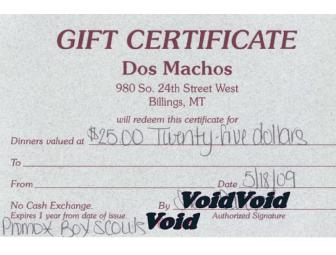 GIFT CERTIFICATE
Dos Machos
980 So. 24th Street West
Billings, MT
will redeem this certificate for
Dinners valued at $25.00 Twenty-five dollars
To
From Date 5/18/09
No Cash Exchange. By VoidVoid
Expires 1 year from date of issue. Void Authorized Signature
Promox Boy Scouts